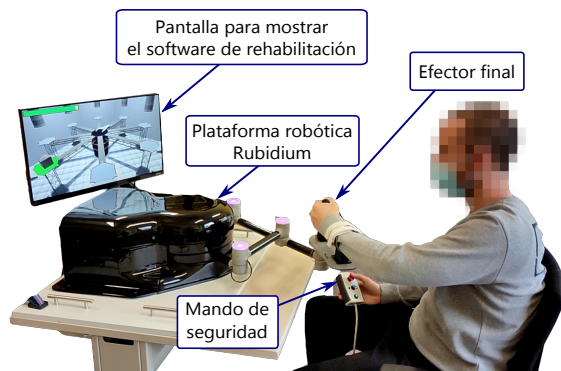 Pantalla para mostrar
el software de rehabilitación
Efector final
Plataforma robótica
Rubidium
Mando de
seguridad